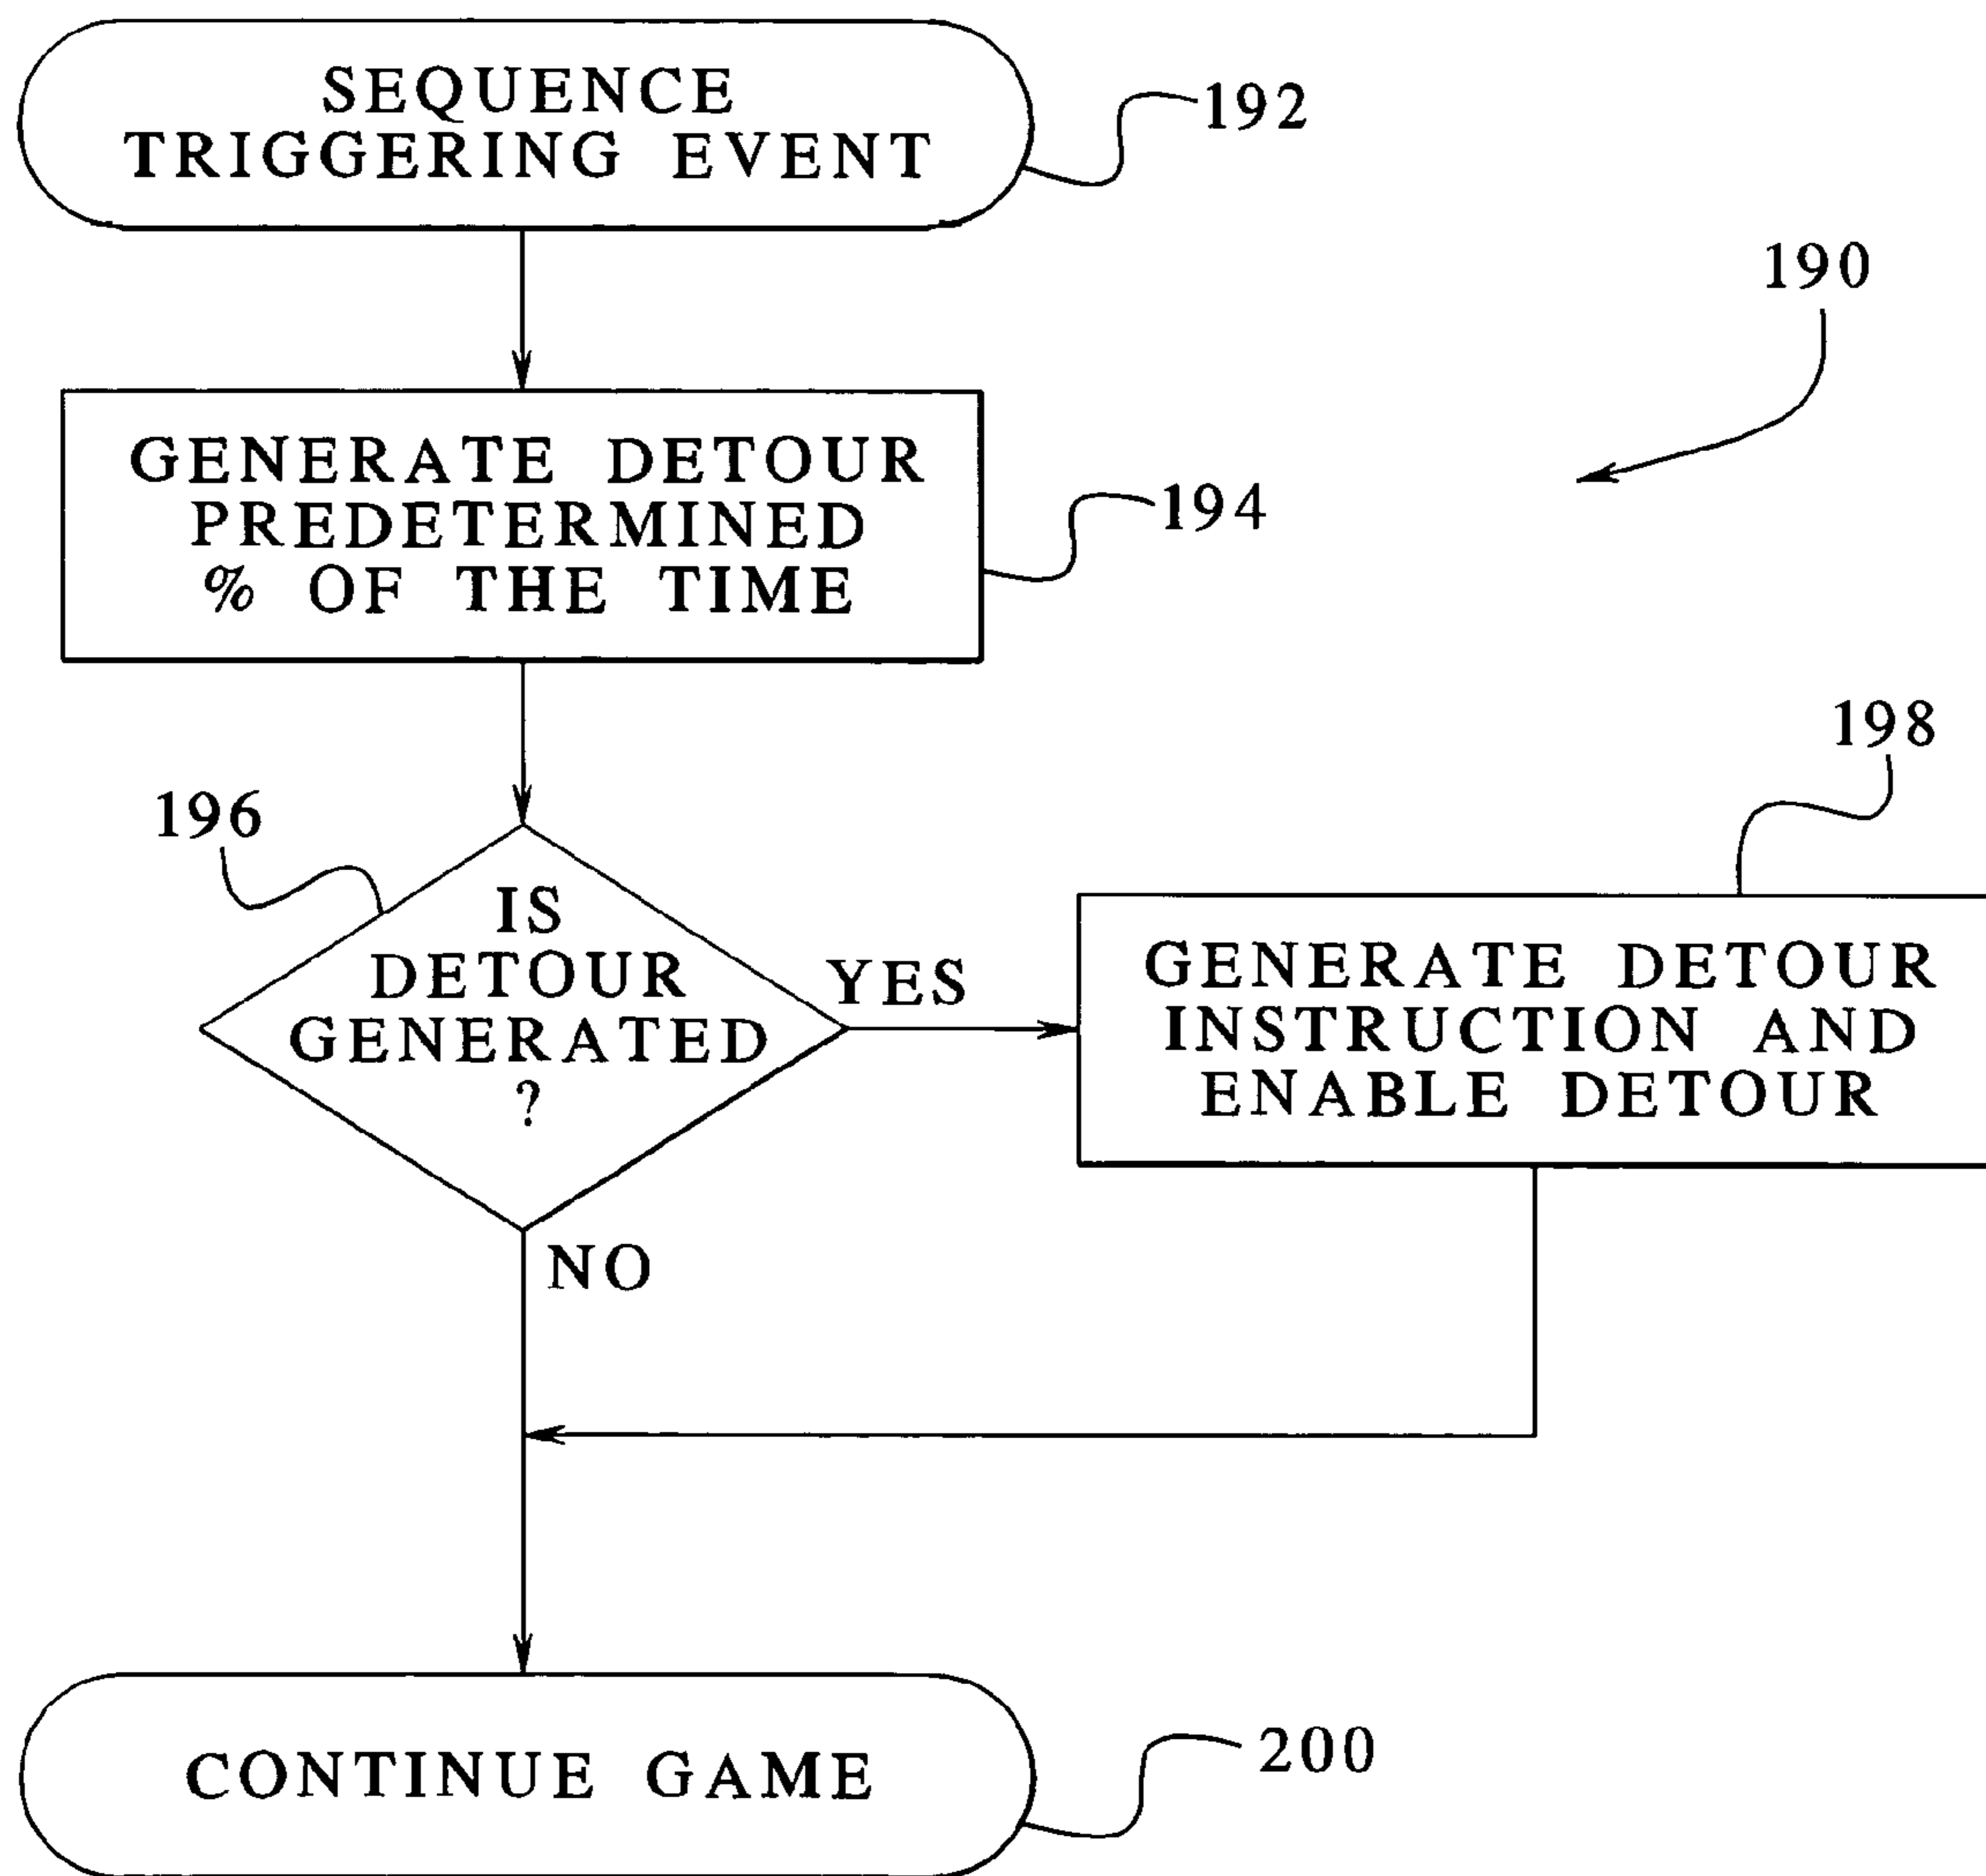 SEQUENCE
TRIGGERING EVENT
192
190
GENERATE DETOUR
PREDETERMINED
% OF THE TIME
194
198
196
IS
DETOUR
GENERATED
?
YES
GENERATE DETOUR
INSTRUCTION AND
ENABLE DETOUR
NO
CONTINUE GAME
200